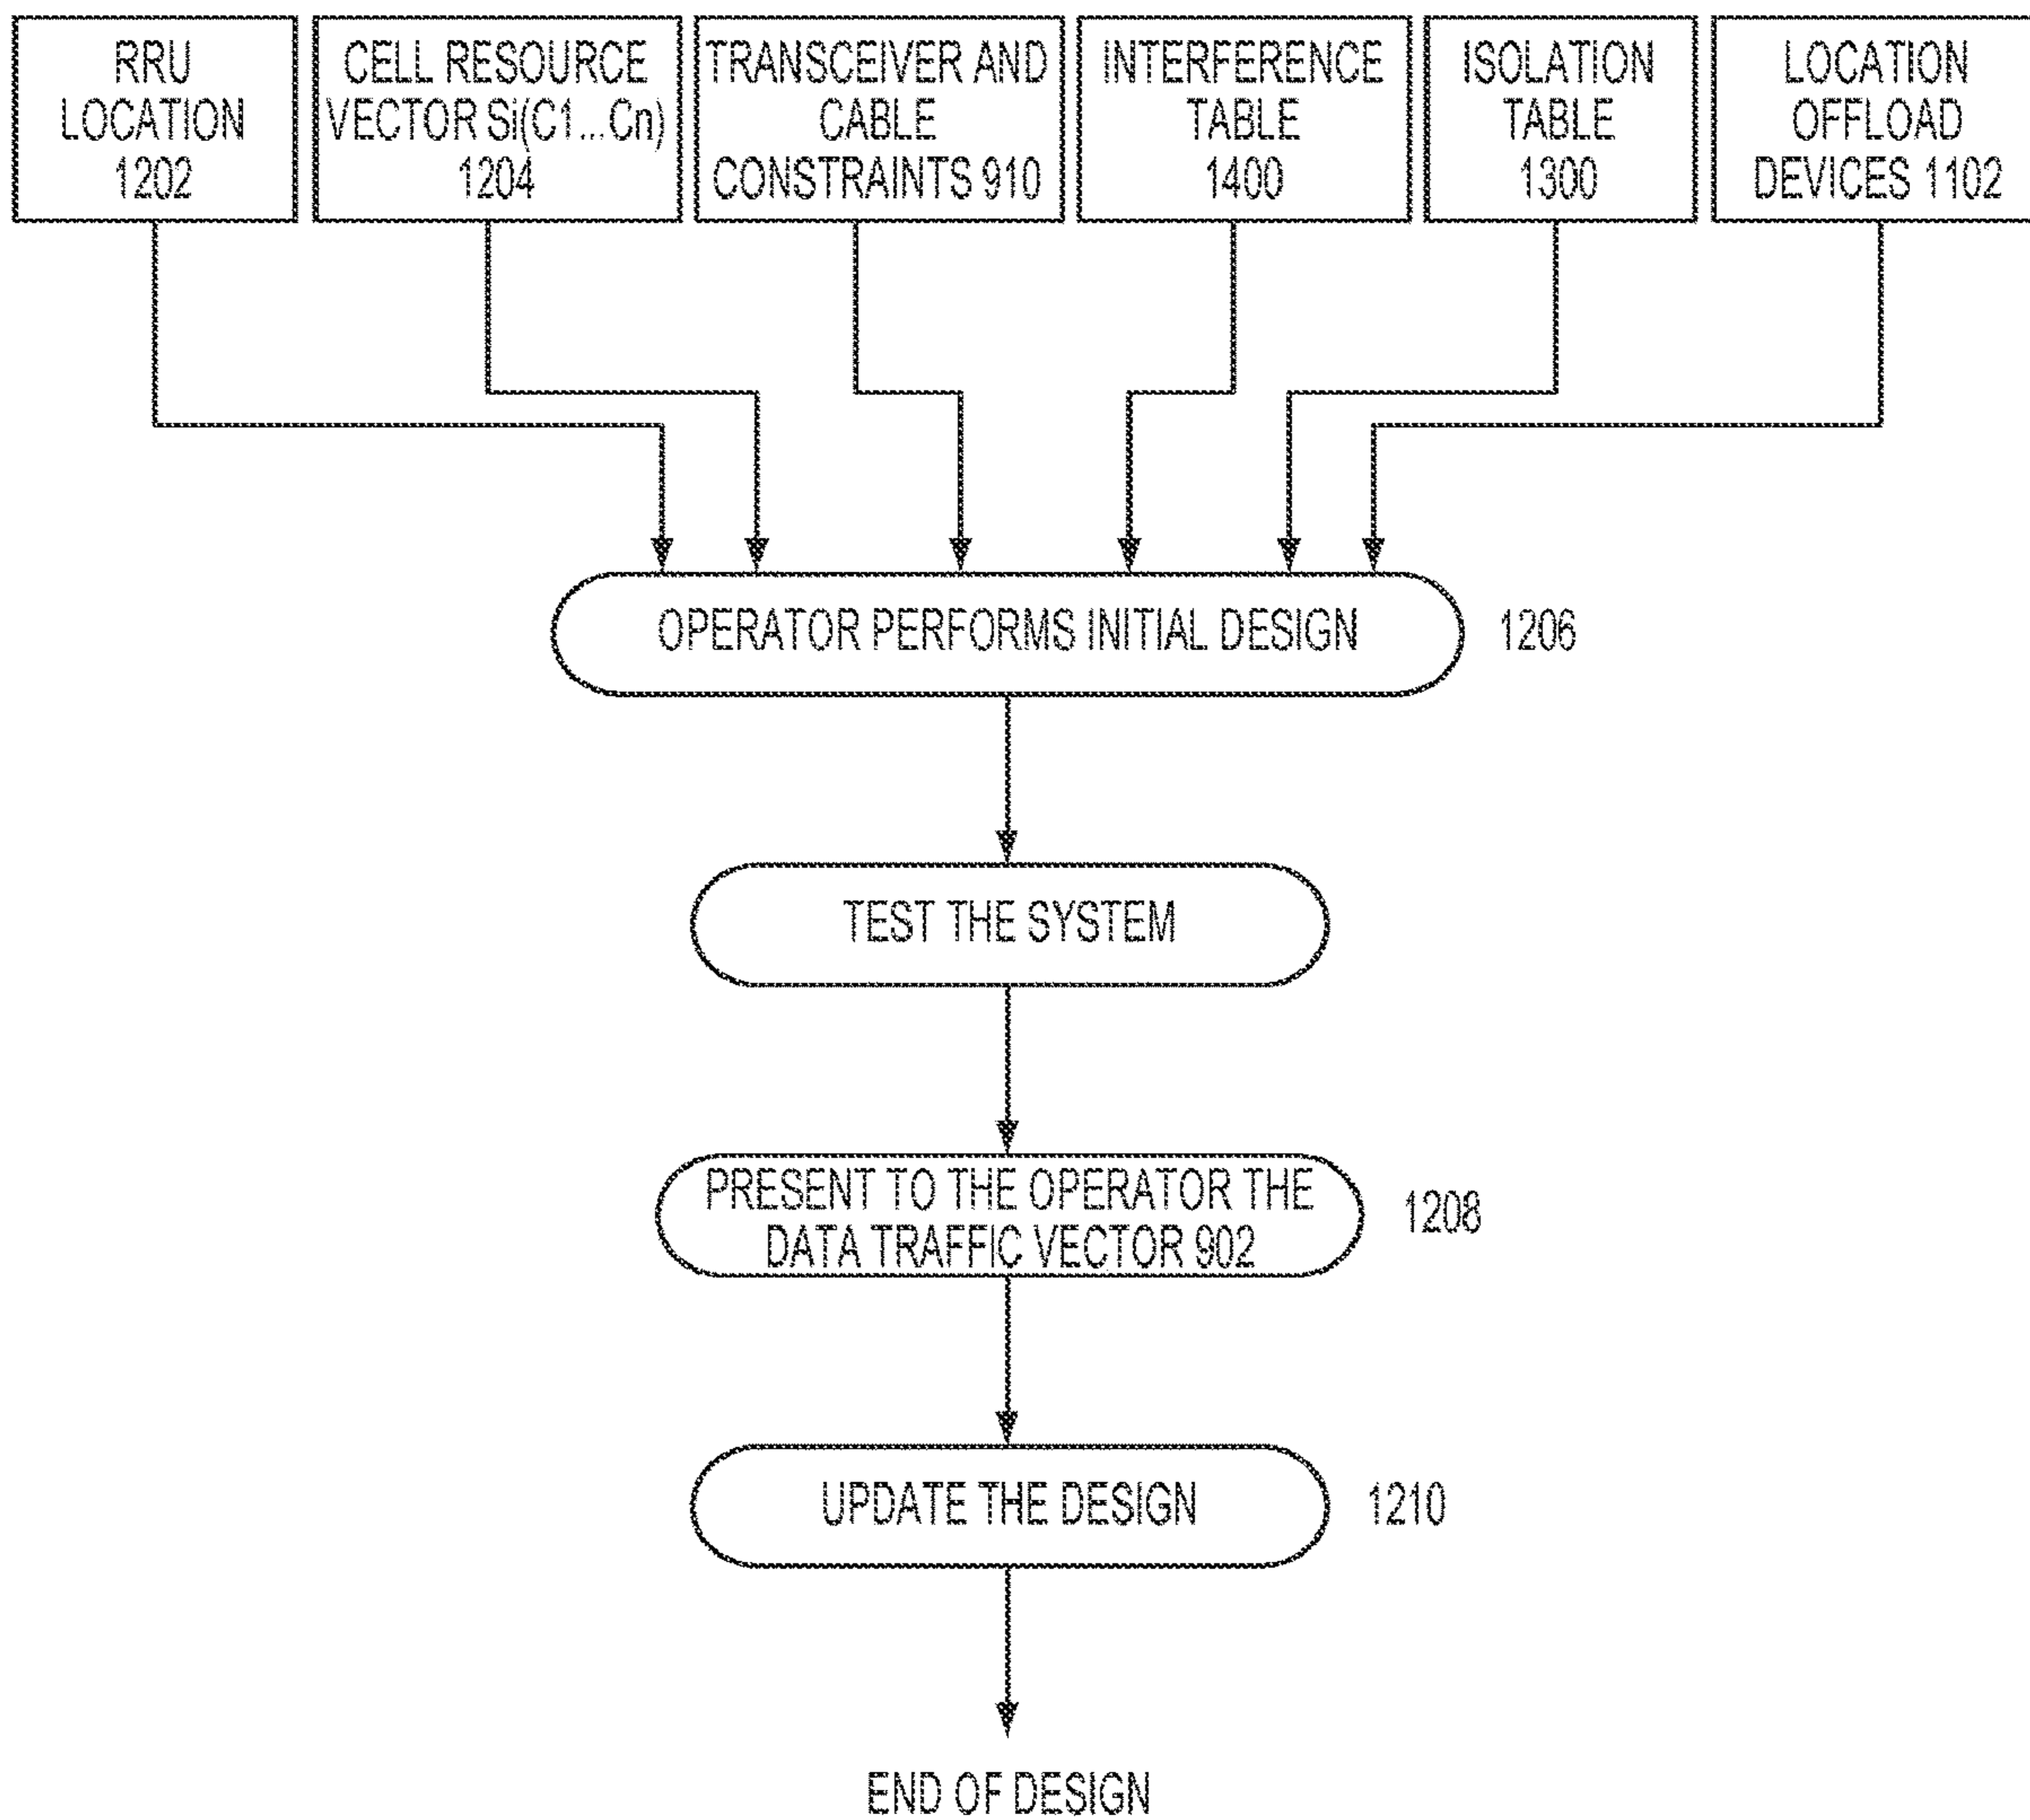 RRU
LOCATION
1202
CELL RESOURCE
VECTOR Si(C1...Cn)
1204
TRANSCEIVER AND
CABLE
CONSTRAINTS 910
INTERFERENCE
TABLE
1400
ISOLATION
TABLE
1300
LOCATION
OFFLOAD
DEVICES 1102
OPERATOR PERFORMS INITIAL DESIGN
1206
TEST THE SYSTEM
PRESENT TO THE OPERATOR THE
DATA TRAFFIC VECTOR 902
1208
UPDATE THE DESIGN
1210
END OF DESIGN